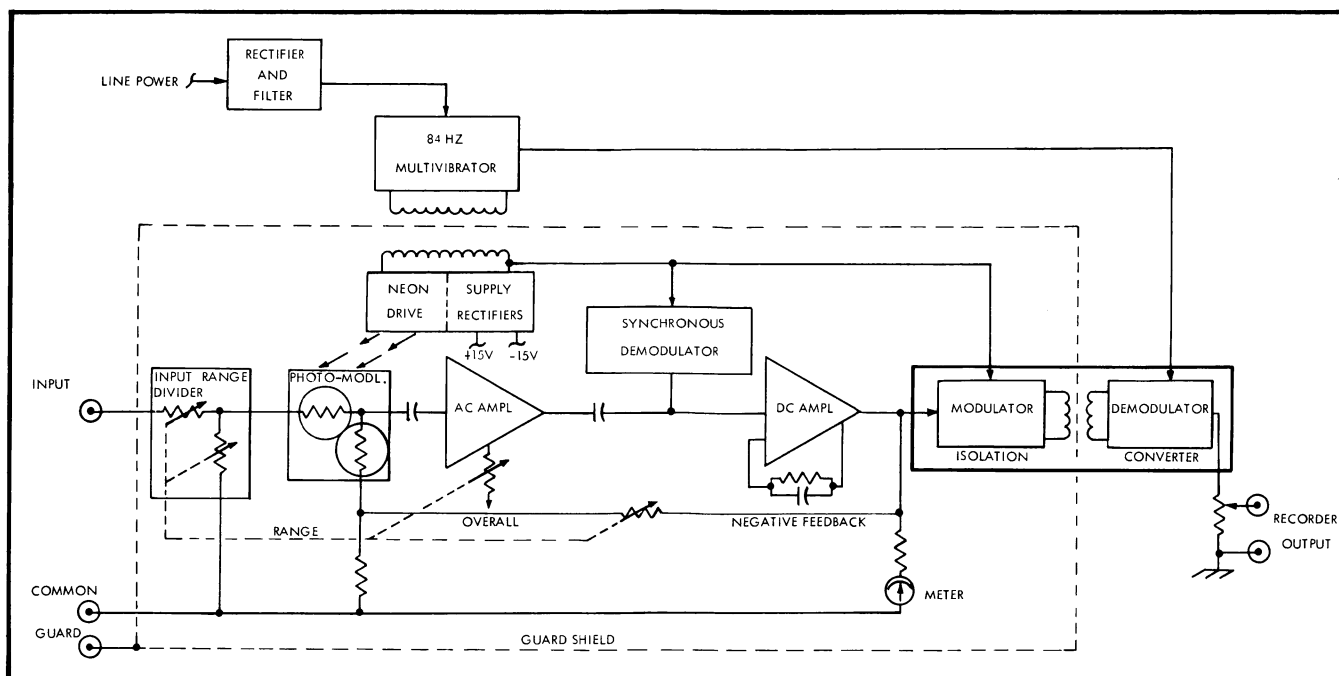 RECTIFIER
AND
FILTER
LINE POWER
84 HZ
MULTIVIBRATOR
NEON
DRIVE
SUPPLY
RECTIFIERS
+15V
-15V
SYNCHRONOUS
DEMODULATOR
INPUT
INPUT RANGE
DIVIDER
PHOTO-MODL.
AC AMPL
DC AMPL
MODULATOR
DEMODULATOR
ISOLATION
CONVERTER
RANGE
OVERALL
NEGATIVE FEEDBACK
RECORDER
OUTPUT
COMMON
METER
GUARD
GUARD SHIELD